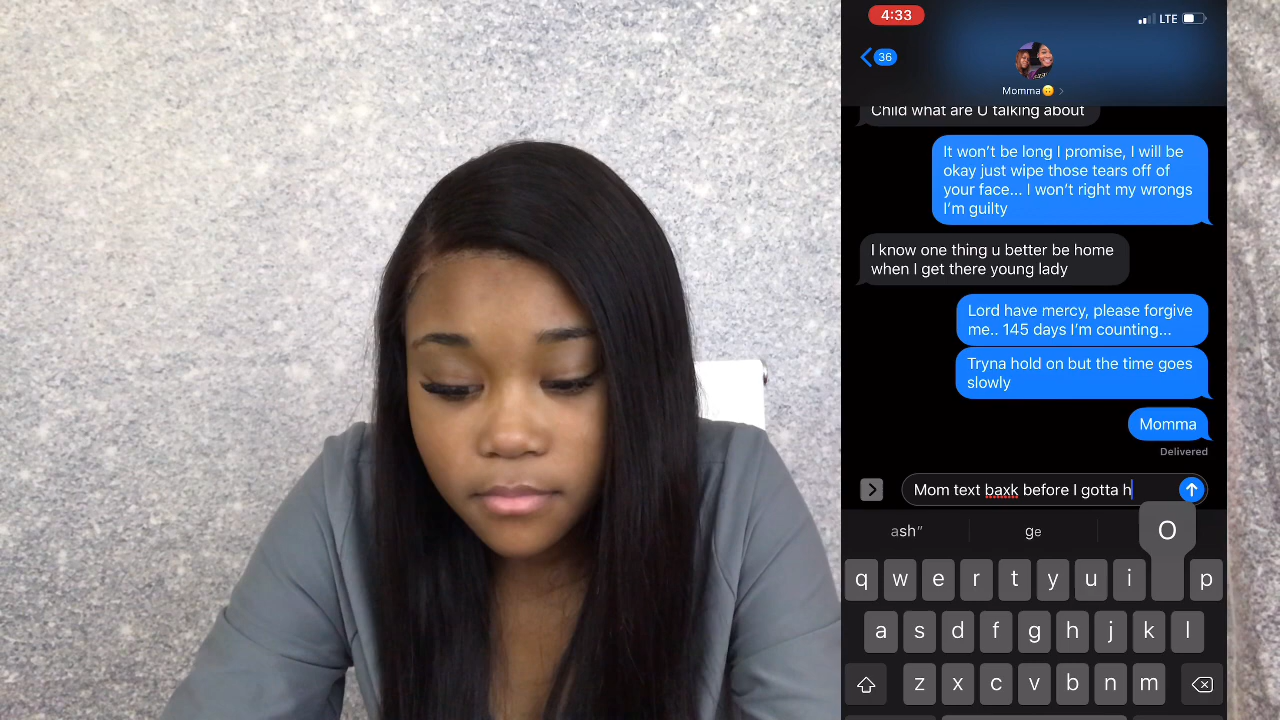 4:33
LTE
36
Momma
Child what are U talking about
It won't be long I promise, I will be
okay just wipe those tears off of
your face... I won't right my wrongs
I'm guilty
I know one thing u better be home
when I get there young lady
Lord have mercy, please forgive
me.. 145 days I'm counting...
Tryna hold on but the time goes
slowly
Momma
Delivered
Mom text baxk before I gotta h
ash" ge
O
q w e r t y u i p
a s d f g h j k l
z x c v b n m